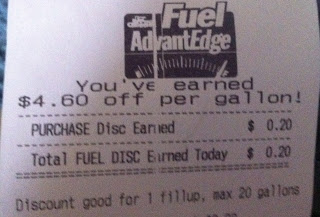 Fuel
AdvantEdge
You've earned
$4.60 off per gallon!
PURCHASE Disc Earned $ 0.20
Total FUEL DISC Earned Today $ 0.20
Discount good for 1 fillup, max 20 gallons